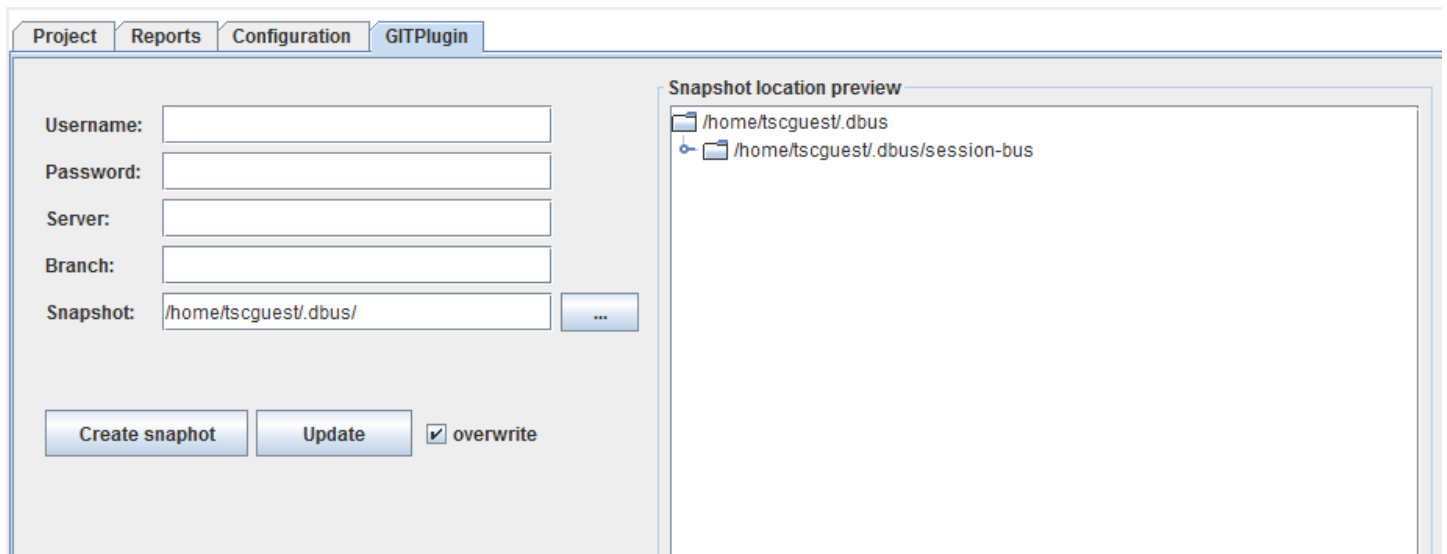 Project Reports Configuration GITPlugin
Username:
Password:
Server:
Branch:
Snapshot: /home/tscguest/.dbus/ ...
Create snaphot Update overwrite
Snapshot location preview
/home/tscguest/.dbus
/home/tscguest/.dbus/session-bus